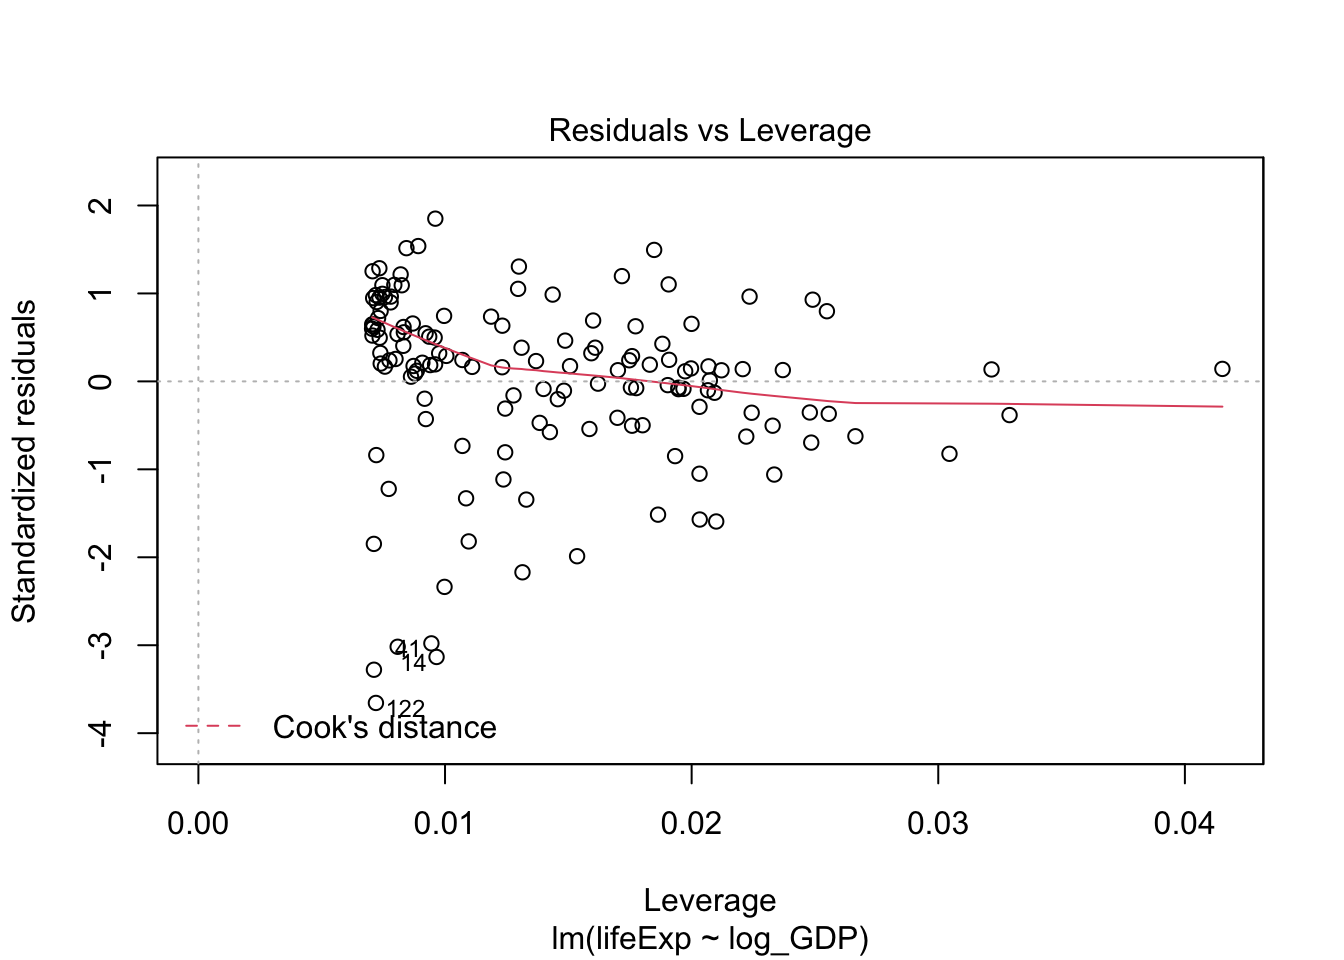 Residuals vs Leverage
Standardized residuals
2
1
0
-1
-2
-3
-4
41
14
122
Cook's distance
0.00 0.01 0.02 0.03 0.04
Leverage
lm(lifeExp ~ log_GDP)